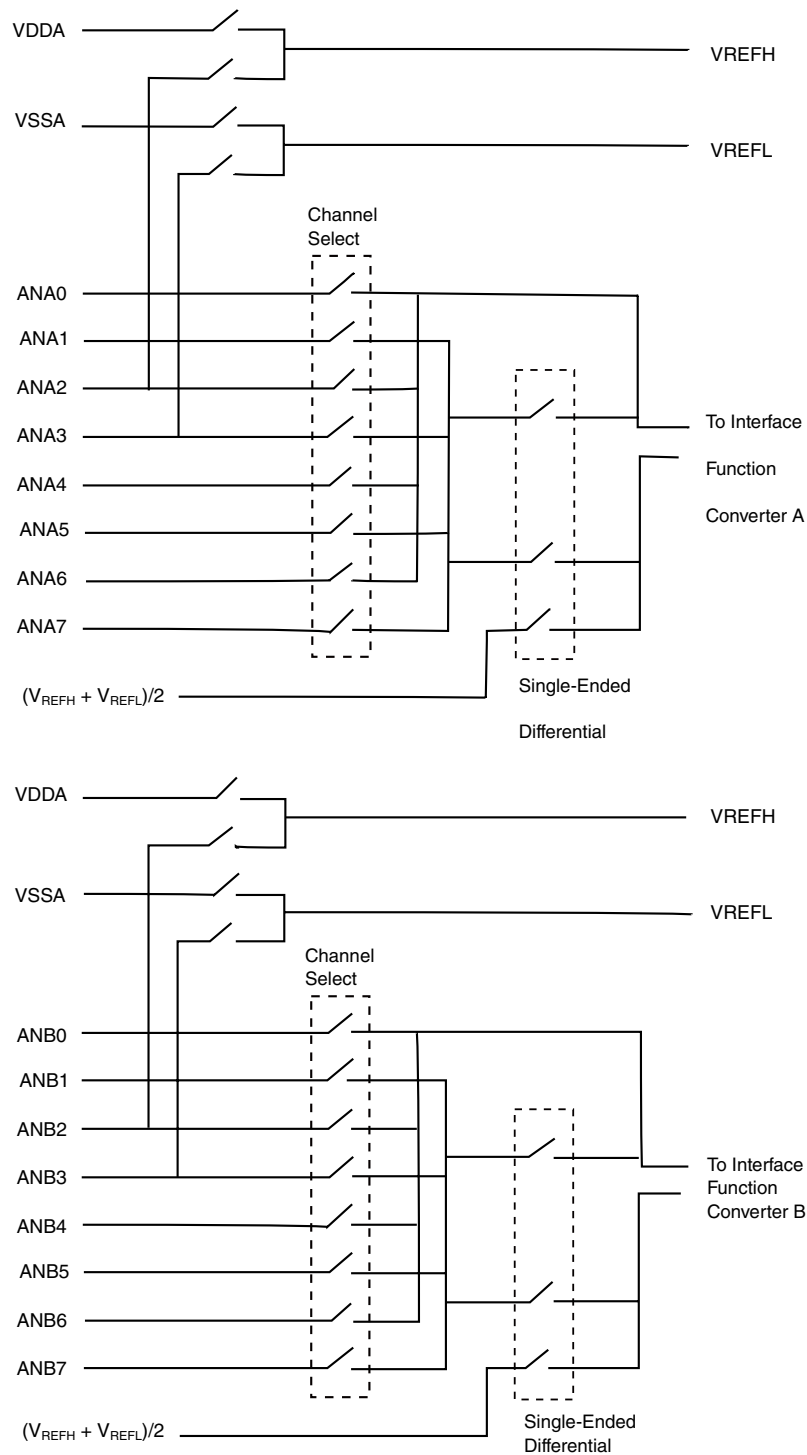 VDDA
VREFH
VSSA
VREFL
Channel
Select
ANA0
ANA1
ANA2
ANA3
ANA4
ANA5
ANA6
ANA7
To Interface
Function
Converter A
(VREFH + VREFL)/2
Single-Ended
Differential
VDDA
VREFH
VSSA
VREFL
Channel
Select
ANB0
ANB1
ANB2
ANB3
ANB4
ANB5
ANB6
ANB7
To Interface
Function
Converter B
(VREFH + VREFL)/2
Single-Ended
Differential